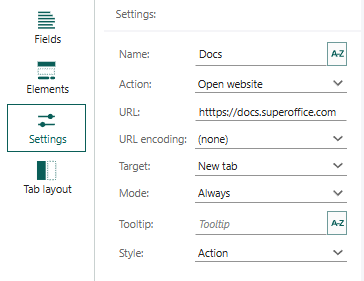 Fields
Elements
Settings
Tab layout
Settings:
Name: Docs A-Z
Action: Open website
URL: htttps://docs.superoffice.com
URL encoding: (none)
Target: New tab
Mode: Always
Tooltip: Tooltip A-Z
Style: Action